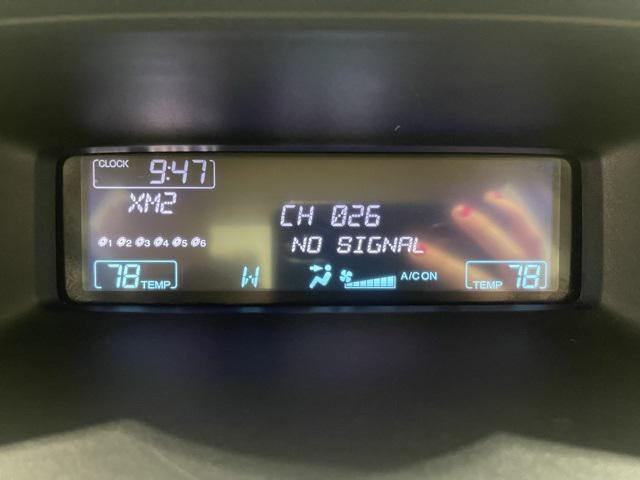 CLOCK 9:47
XM2
CH 026
1 2 3 4 5 6
NO SIGNAL
78 TEMP
W
A/C ON
TEMP 78